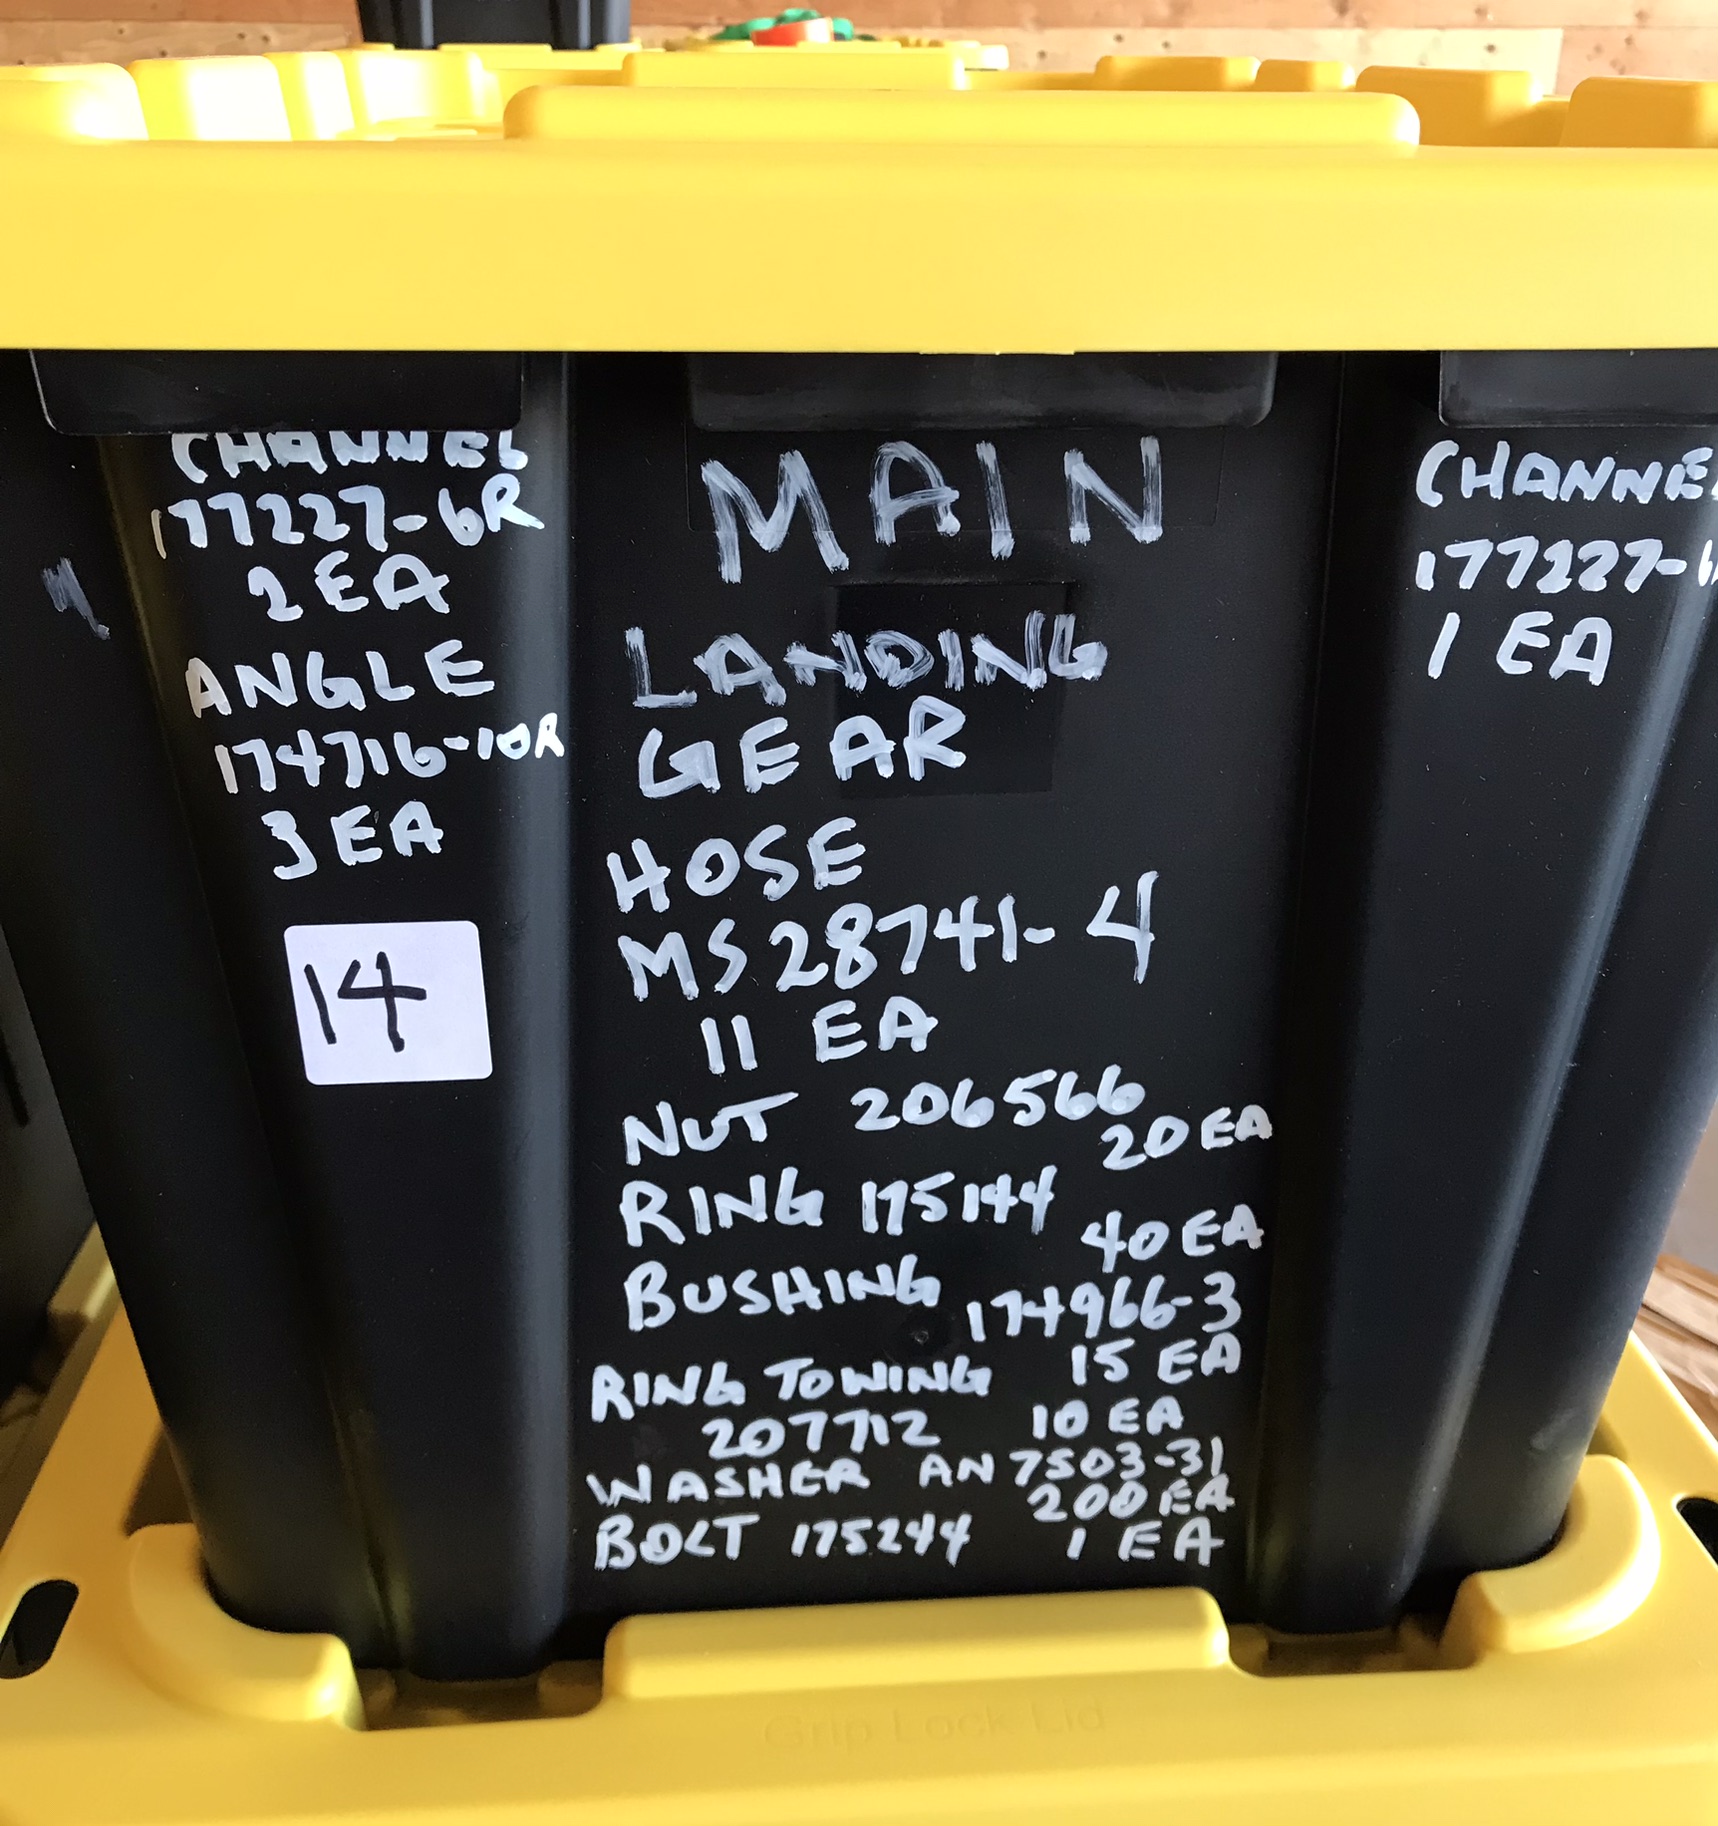 CHANNEL
177227-6R
2 EA
ANGLE
174716-10R
3 EA
14
MAIN
LANDING
GEAR
HOSE
MS28741-4
11 EA
NUT 206566
20 EA
RING 175144
40 EA
BUSHING
174966-3
15 EA
RING TOWING
207712 10 EA
WASHER AN7503-31
200 EA
BOLT 175244 1 EA
CHANNE
177227-6
1 EA
Grip Lock Lid